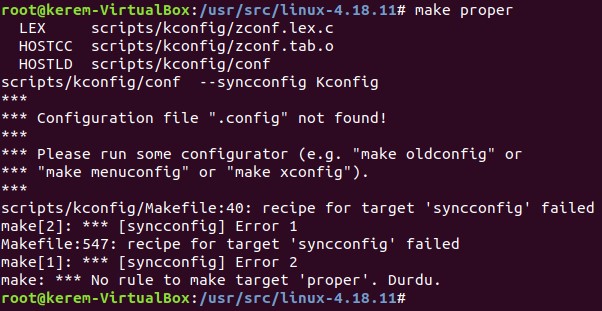 root@kerem-VirtualBox:/usr/src/linux-4.18.11# make proper
  LEX     scripts/kconfig/zconf.lex.c
  HOSTCC  scripts/kconfig/zconf.tab.o
  HOSTLD  scripts/kconfig/conf
scripts/kconfig/conf  --syncconfig Kconfig
***
*** Configuration file ".config" not found!
***
*** Please run some configurator (e.g. "make oldconfig" or
*** "make menuconfig" or "make xconfig").
***
scripts/kconfig/Makefile:40: recipe for target 'syncconfig' failed
make[2]: *** [syncconfig] Error 1
Makefile:547: recipe for target 'syncconfig' failed
make[1]: *** [syncconfig] Error 2
make: *** No rule to make target 'proper'. Durdu.
root@kerem-VirtualBox:/usr/src/linux-4.18.11#